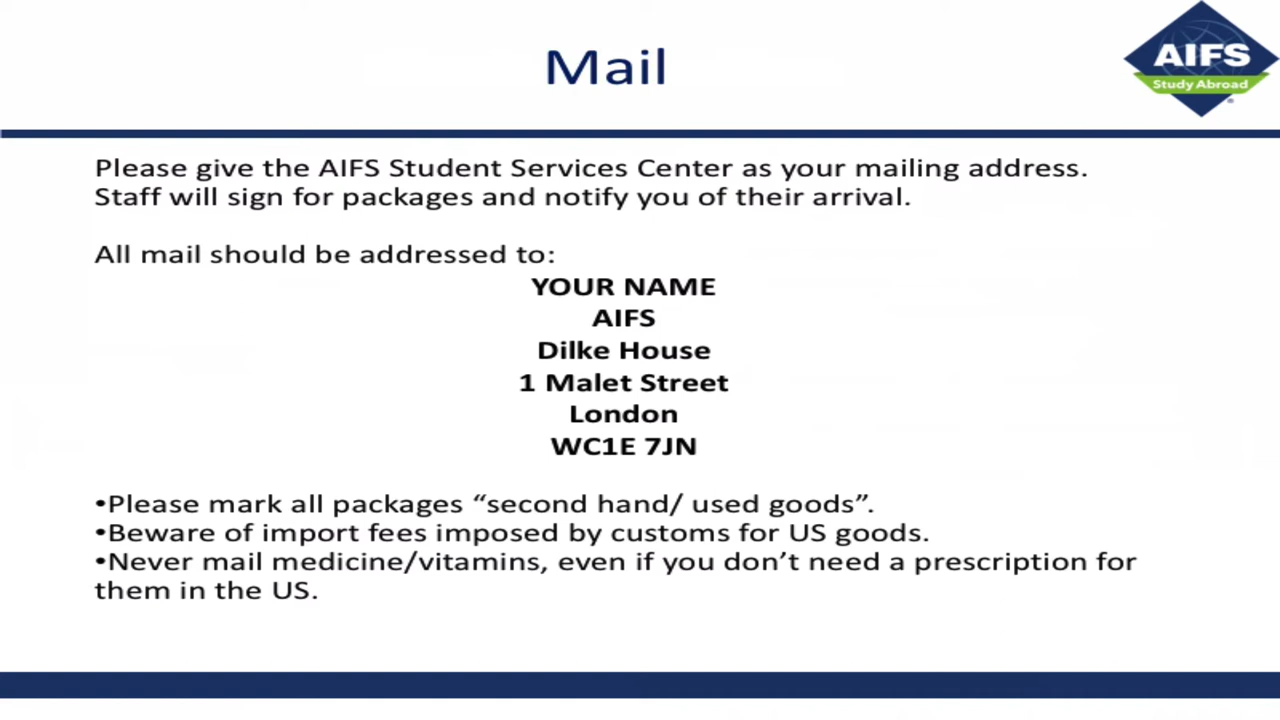 Mail
AIFS
Study Abroad
Please give the AIFS Student Services Center as your mailing address.
Staff will sign for packages and notify you of their arrival.
All mail should be addressed to:
YOUR NAME
AIFS
Dilke House
1 Malet Street
London
WC1E 7JN
•Please mark all packages “second hand/ used goods”.
•Beware of import fees imposed by customs for US goods.
•Never mail medicine/vitamins, even if you don’t need a prescription for
them in the US.